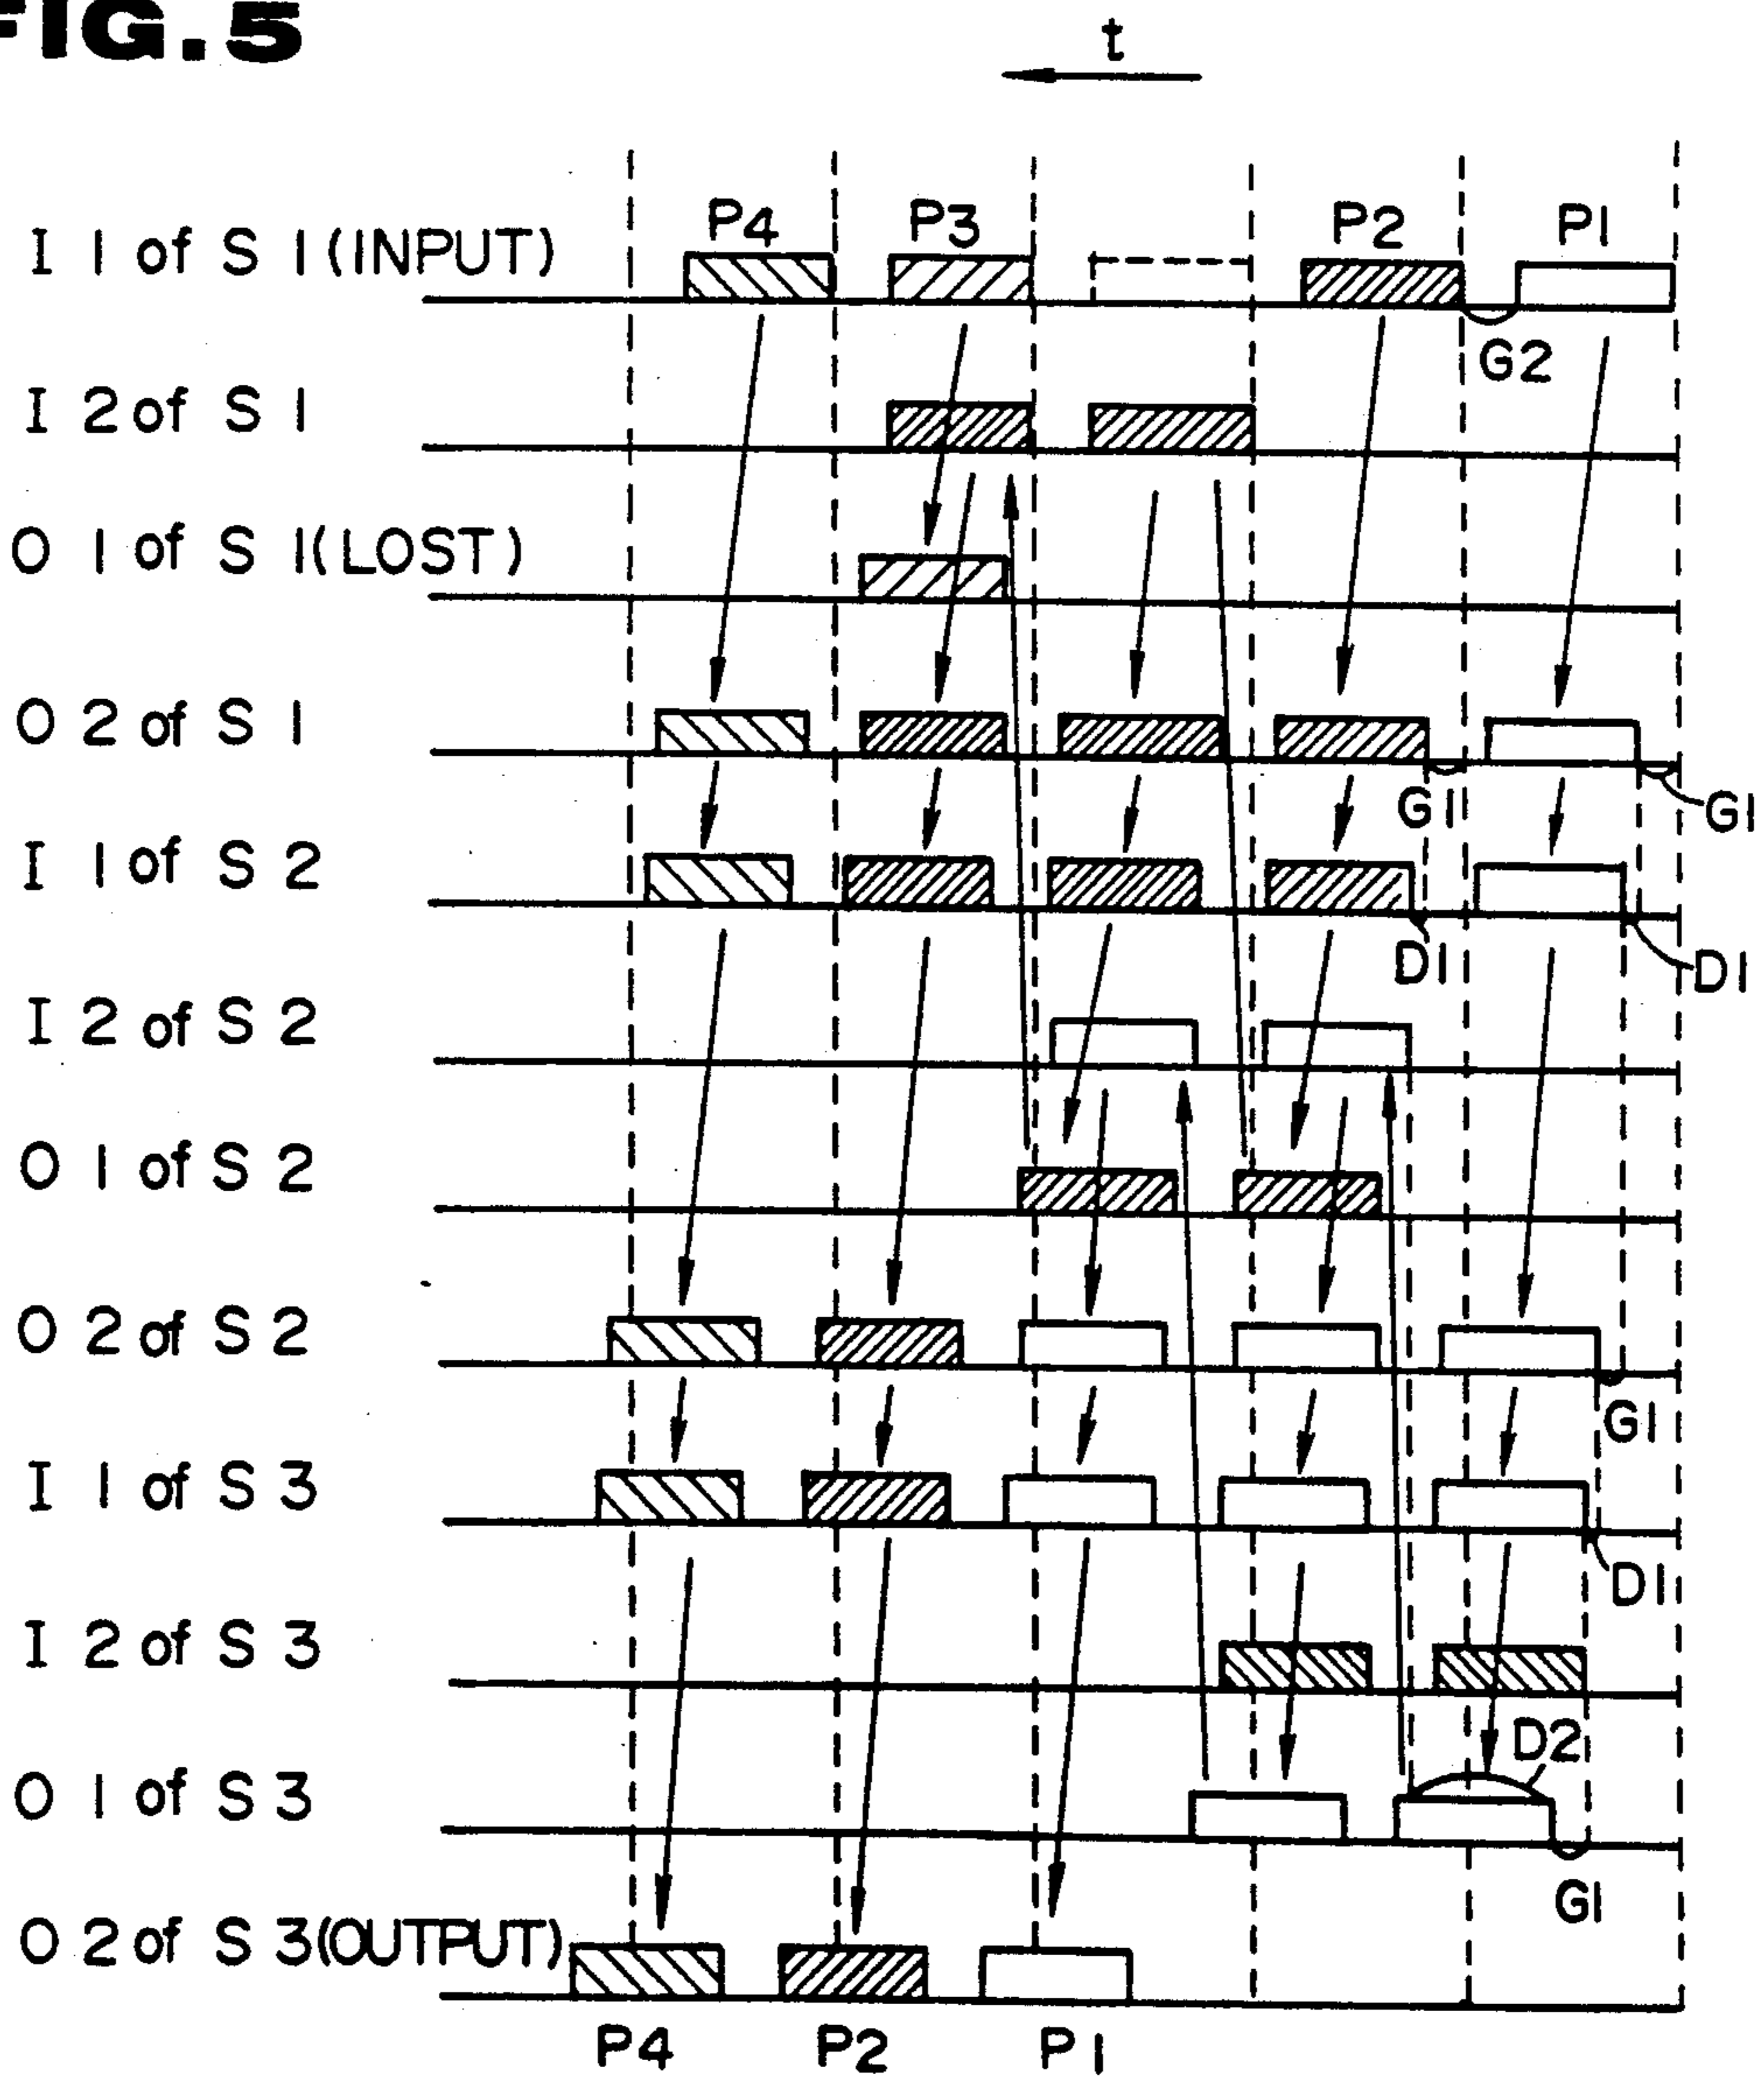 FIG.5
t
P4 P3 P2 P1
I 1 of S 1 (INPUT)
G2
I 2 of S 1
O 1 of S 1 (LOST)
O 2 of S 1
G1 G1
I 1 of S 2
D1 D1
I 2 of S 2
O 1 of S 2
O 2 of S 2
G1
I 1 of S 3
D1
I 2 of S 3
D2
O 1 of S 3
G1
O 2 of S 3 (OUTPUT)
P4 P2 P1